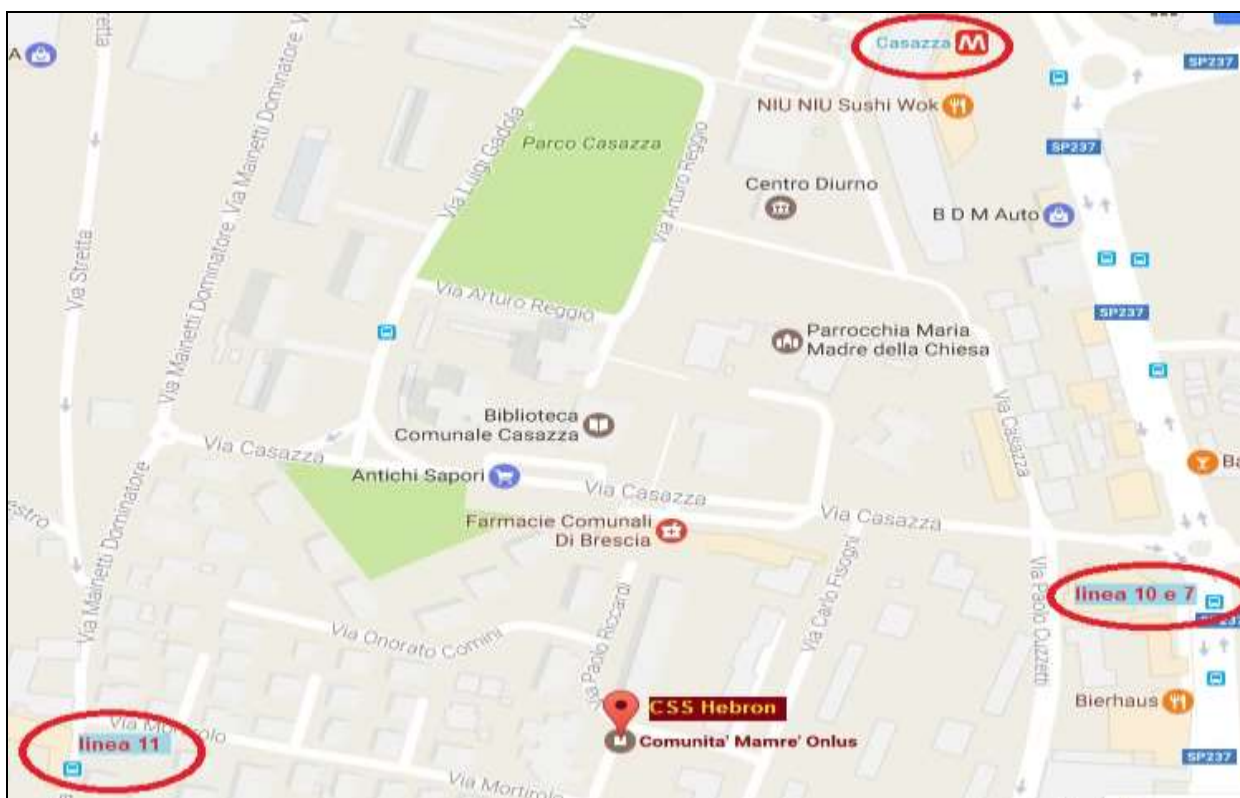 Casazza M
SP237
NIU NIU Sushi Wok
SP237
Parco Casazza
Centro Diurno
B D M Auto
A
Via Stretta
Via Mainetti Dominatore
Via Mainetti Dominatore
Via Luigi Gadola
Via Arturo Reggio
Via Arturo Reggio
SP237
Parrocchia Maria
Madre della Chiesa
Biblioteca
Comunale Casazza
Via Casazza
Antichi Sapori
Via Casazza
Via Casazza
Via Casazza
Farmacie Comunali
Di Brescia
Via Mainetti Dominatore
Via Onorato Comini
Via Paolo Riccardi
Via Carlo Fisogni
Via Paolo Cuzzetti
linea 10 e 7
Bierhaus
CSS Hebron
Comunita' Mamre' Onlus
Via Mortirolo
linea 11
Via Mortirolo
SP237